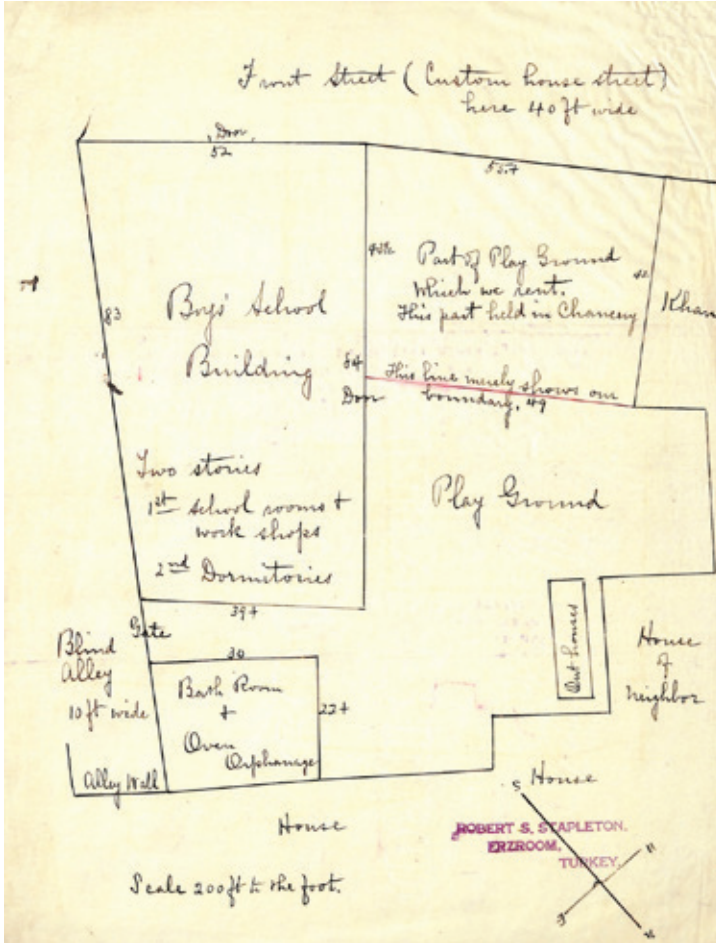 Front Street (Custom house street)
here 40 ft wide
Door
52
55.7
83
Boys' School
Building
Part of Play Ground
Which we rent.
This part held in Chancery
42
Khan
84
Door
This line merely shows our
boundary. 49
Two stories
1st school rooms &
work shops
2nd Dormitories
Play Ground
39+
Gate
Blind
Alley
10 ft wide
30
Bath Room
+
Oven
Orphanage
22+
Alley Wall
Out houses
House
of
neighbor
House
House
S
ROBERT S. STAPLETON.
ERZROOM,
TURKEY.
Scale 200 ft to the foot.